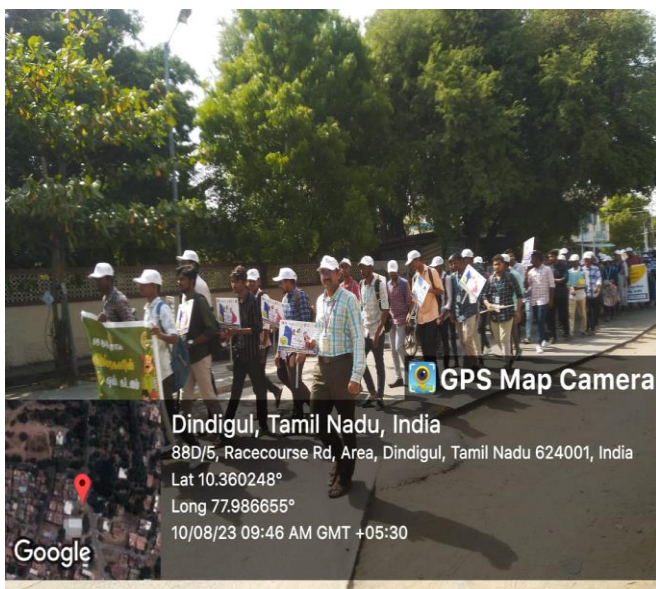 GPS Map Camera
Dindigul, Tamil Nadu, India
88D/5, Racecourse Rd, Area, Dindigul, Tamil Nadu 624001, India
Lat 10.360248°
Long 77.986655°
10/08/23 09:46 AM GMT +05:30
Google